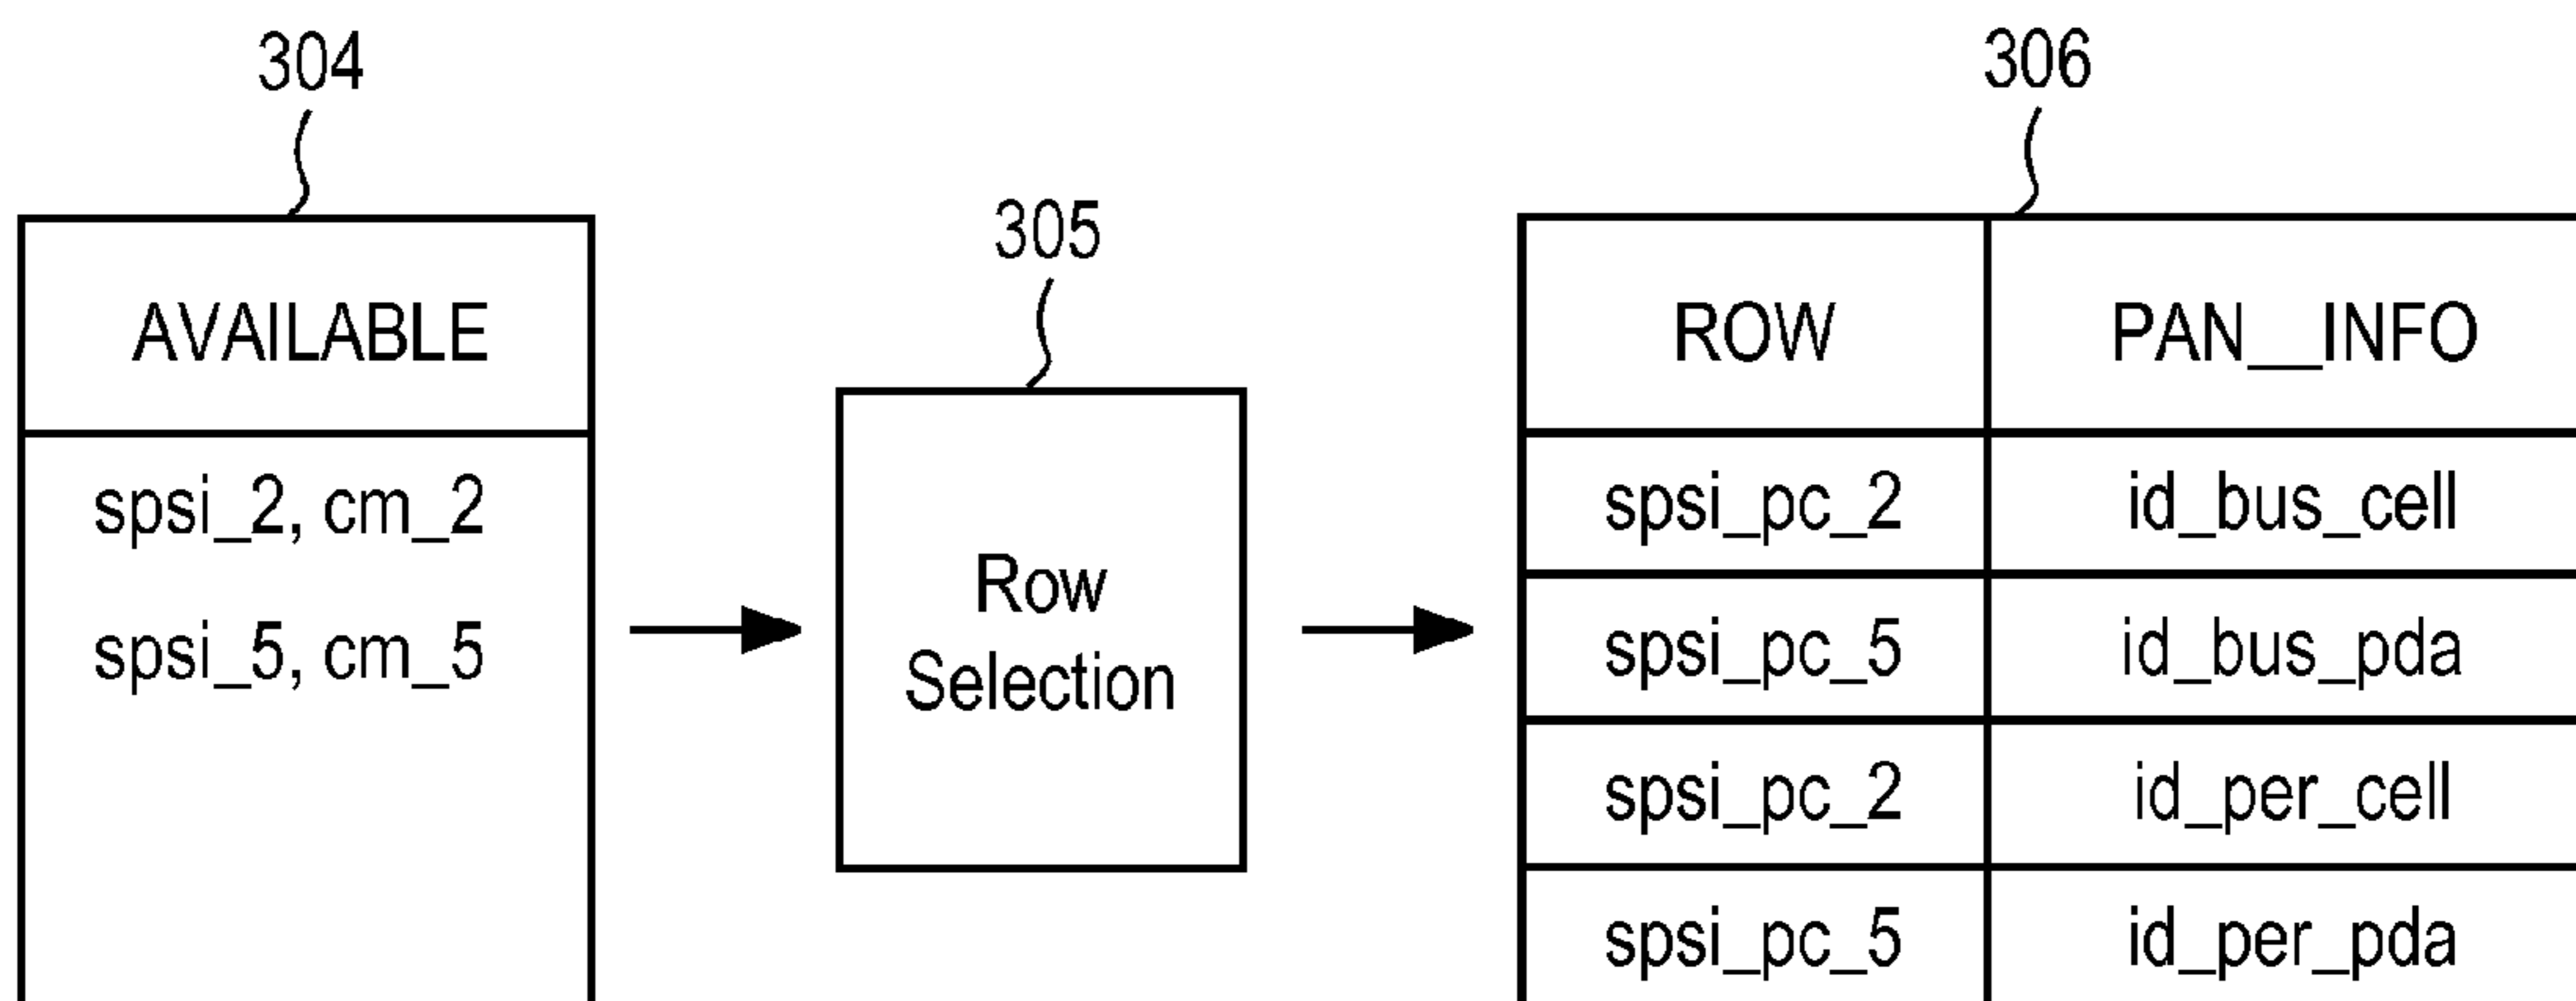 304
AVAILABLE
spsi_2, cm_2
spsi_5, cm_5
305
Row
Selection
306
ROW PAN__INFO
spsi_pc_2 id_bus_cell
spsi_pc_5 id_bus_pda
spsi_pc_2 id_per_cell
spsi_pc_5 id_per_pda